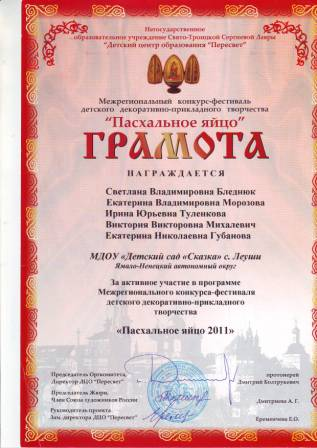 Негосударственное
образовательное учреждение Свято-Троицкой Сергиевой Лавры
"Детский центр образования "Пересвет"
Межрегиональный конкурс-фестиваль
детского декоративно-прикладного творчества
"Пасхальное яйцо"
ГРАМОТА
НАГРАЖДАЕТСЯ
Светлана Владимировна Бледнюк
Екатерина Владимировна Морозова
Ирина Юрьевна Туленкова
Виктория Викторовна Михалевич
Екатерина Николаевна Губанова
МДОУ «Детский сад «Сказка» с. Леуши
Ямало-Ненецкий автономный округ
За активное участие в программе
Межрегионального конкурса-фестиваля
детского декоративно-прикладного
творчества
«Пасхальное яйцо 2011»
Председатель Оргкомитета,
Директор ДЦО "Пересвет"
протоиерей
Дмитрий Болтрукевич
Председатель Жюри,
Член Союза художников России
Дмитриева А. Г.
Руководитель проекта
Зам. директора ДЦО "Пересвет"
Еременчева Е.О.